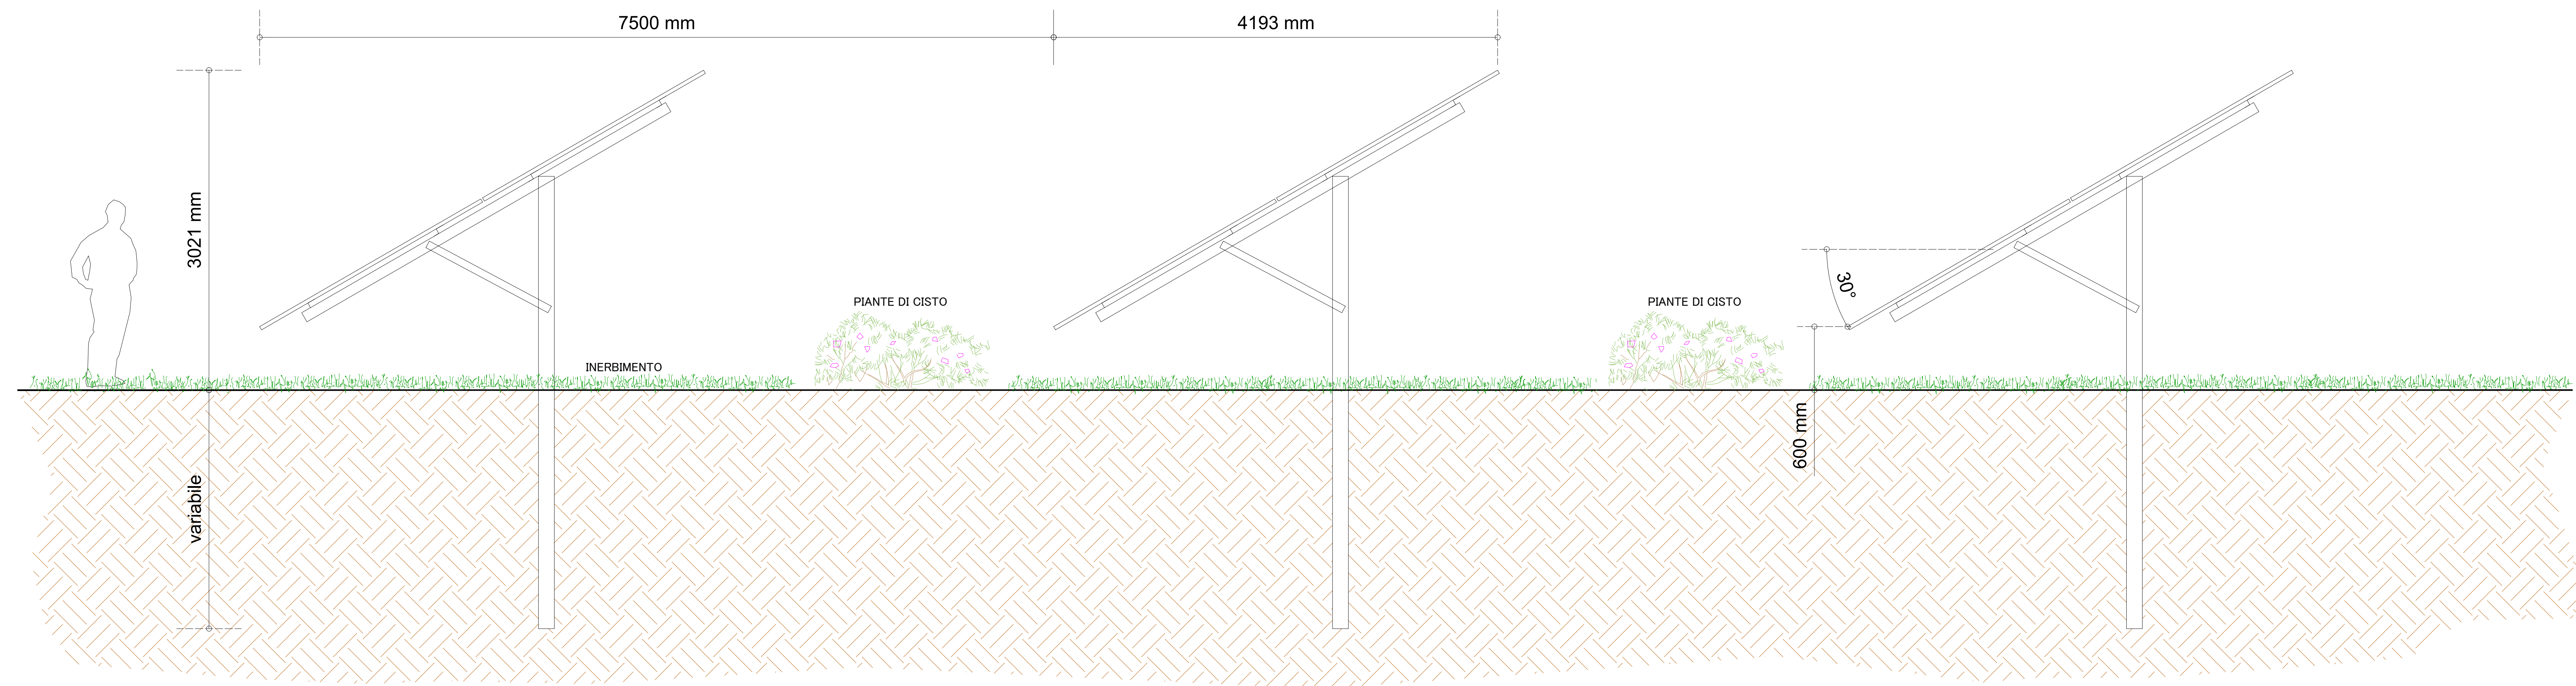 7500 mm
4193 mm
3021 mm
30°
PIANTE DI CISTO
PIANTE DI CISTO
INERBIMENTO
600 mm
variabile